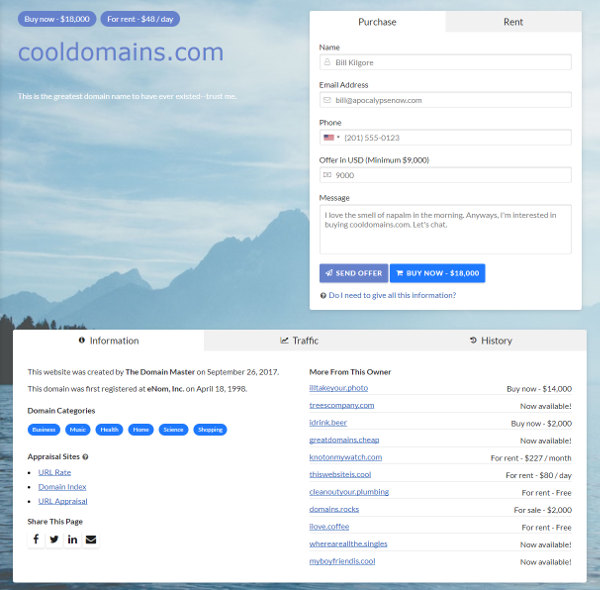 Buy now - $18,000 For rent - $48 / day
cooldomains.com
This is the greatest domain name to have ever existed--trust me.
Purchase Rent
Name
Bill Kilgore
Email Address
bill@apocalypsenow.com
Phone
(201) 555-0123
Offer in USD (Minimum $9,000)
9000
Message
I love the smell of napalm in the morning. Anyways, I'm interested in
buying cooldomains.com. Let's chat.
SEND OFFER BUY NOW - $18,000
Do I need to give all this information?
Information Traffic History
This website was created by The Domain Master on September 26, 2017.
This domain was first registered at eNom, Inc. on April 18, 1998.
Domain Categories
Business Music Health Home Science Shopping
Appraisal Sites
URL Rate
Domain Index
URL Appraisal
Share This Page
More From This Owner
illtakeyour.photo Buy now - $14,000
treescompany.com Now available!
idrink.beer Buy now - $2,000
greatdomains.cheap Now available!
knotonmywatch.com For rent - $227 / month
thiswebsiteis.cool For rent - $80 / day
cleanoutyour.plumbing For rent - Free
domains.rocks For sale - $2,000
ilove.coffee For rent - Free
whereareallthe.singles Now available!
myboyfriendis.cool Now available!